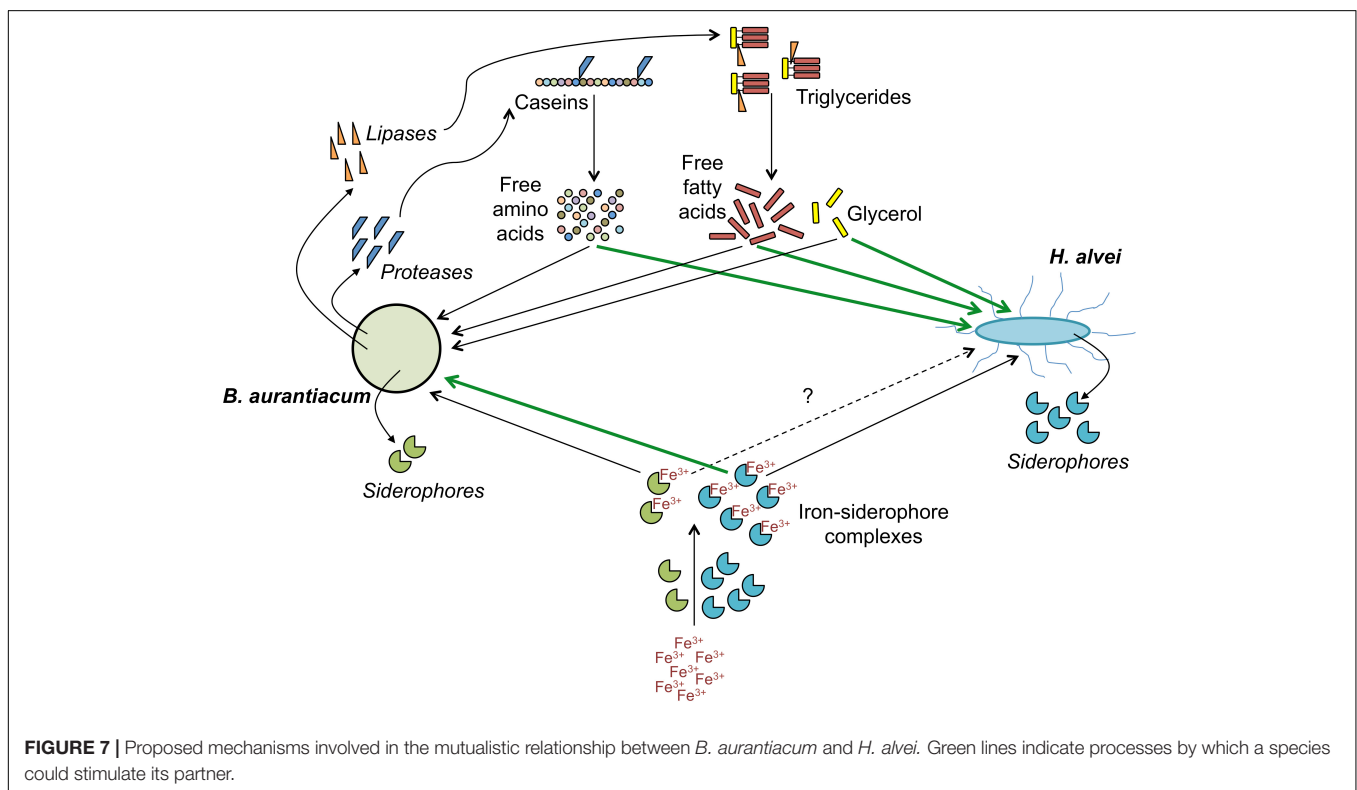 Caseins
Triglycerides
Lipases
Free
amino
acids
Free
fatty
acids
Glycerol
Proteases
H. alvei
B. aurantiacum
?
Siderophores
Siderophores
Fe³⁺
Fe³⁺
Fe³⁺
Fe³⁺
Fe³⁺
Fe³⁺
Fe³⁺
Iron-siderophore
complexes
Fe³⁺
Fe³⁺ Fe³⁺
Fe³⁺
Fe³⁺ Fe³⁺
Fe³⁺
FIGURE 7 | Proposed mechanisms involved in the mutualistic relationship between B. aurantiacum and H. alvei. Green lines indicate processes by which a species
could stimulate its partner.